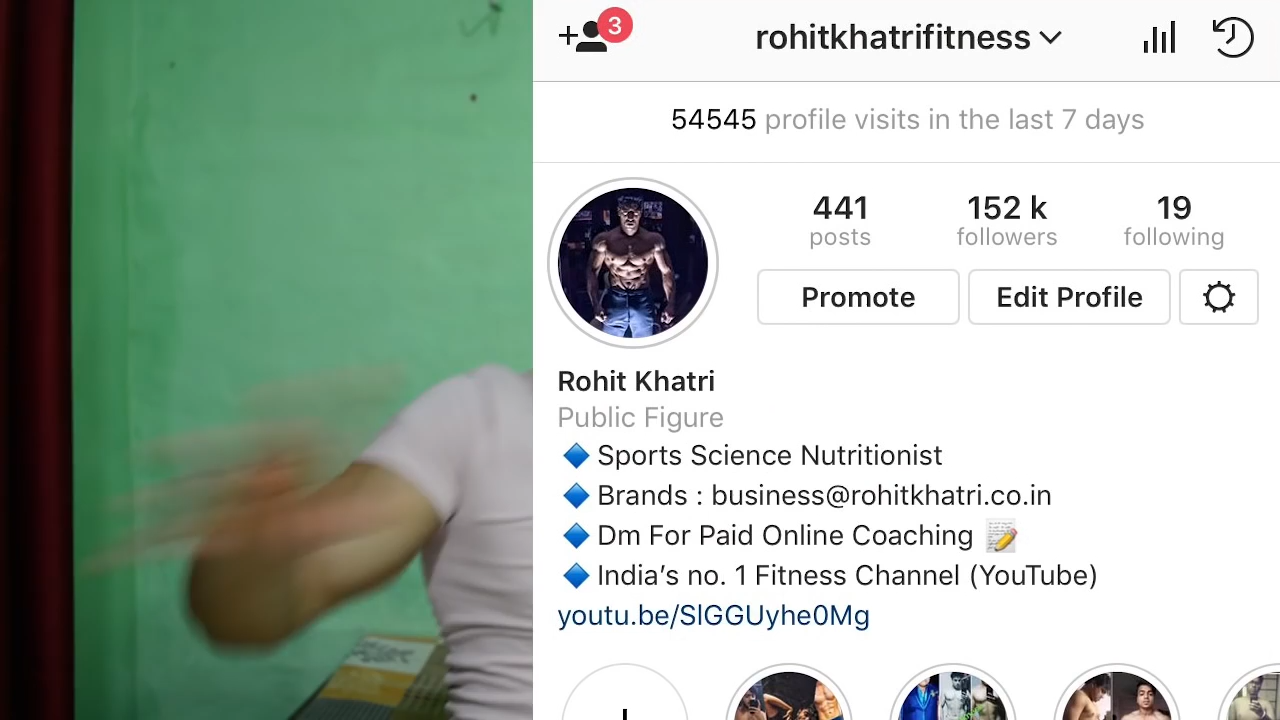 3
rohitkhatrifitness
54545 profile visits in the last 7 days
441 152 k 19
posts followers following
Promote Edit Profile
Rohit Khatri
Public Figure
🔷 Sports Science Nutritionist
🔷 Brands : business@rohitkhatri.co.in
🔷 Dm For Paid Online Coaching 📝
🔷 India’s no. 1 Fitness Channel (YouTube)
youtu.be/SlGGUyhe0Mg